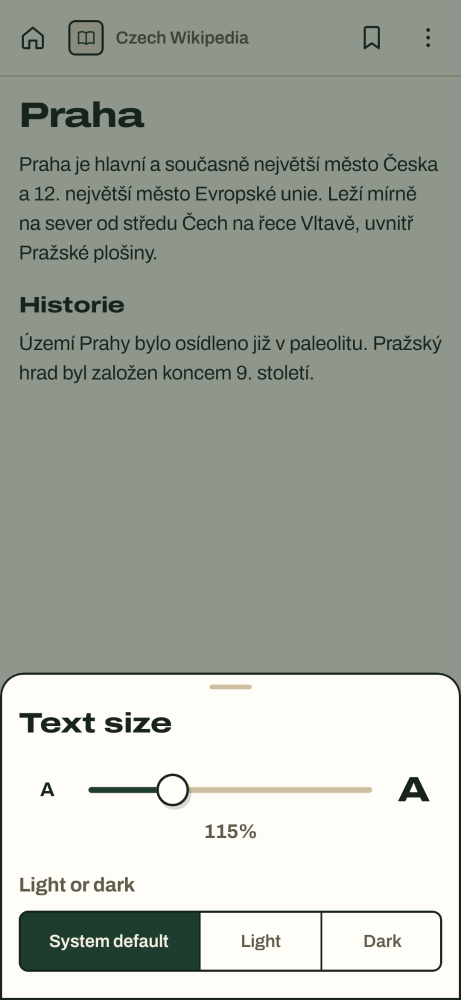 Czech Wikipedia
Praha
Praha je hlavní a současně největší město Česka
a 12. největší město Evropské unie. Leží mírně
na sever od středu Čech na řece Vltavě, uvnitř
Pražské plošiny.
Historie
Území Prahy bylo osídleno již v paleolitu. Pražský
hrad byl založen koncem 9. století.
Text size
A A
115%
Light or dark
System default Light Dark